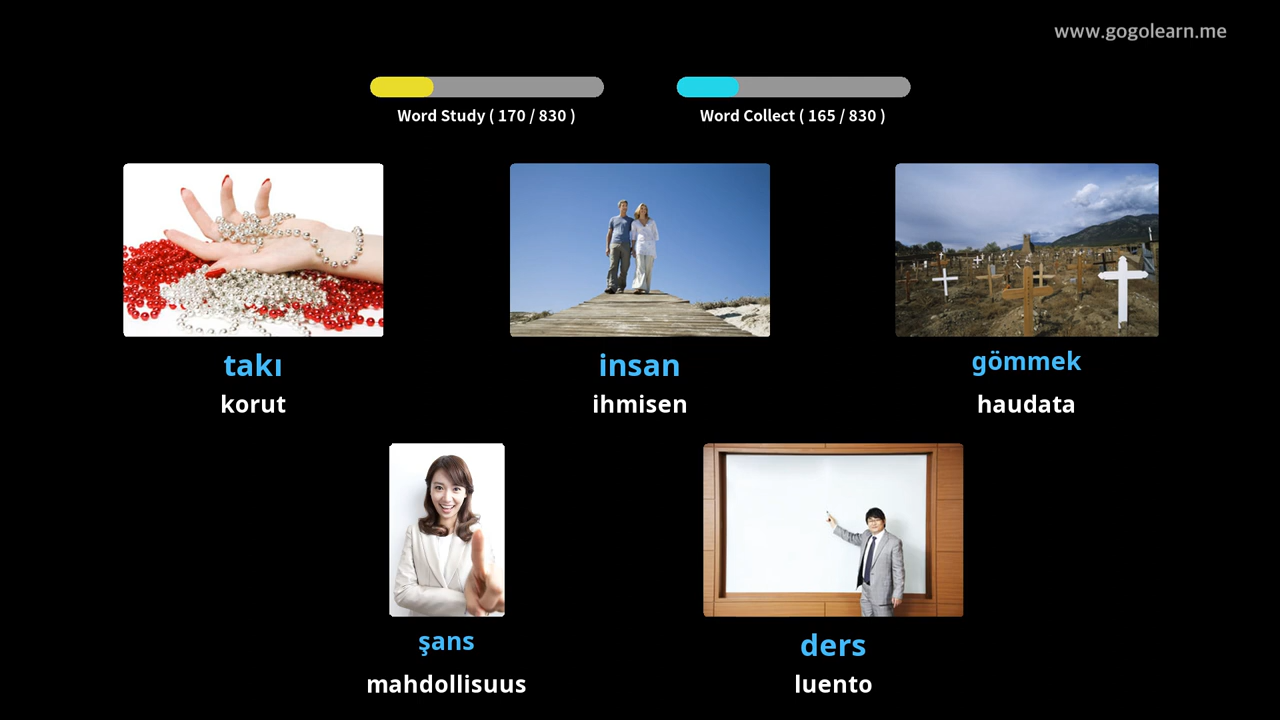 www.gogolearn.me
Word Study ( 170 / 830 )
Word Collect ( 165 / 830 )
takı
korut
insan
ihmisen
gömmek
haudata
şans
mahdollisuus
ders
luento